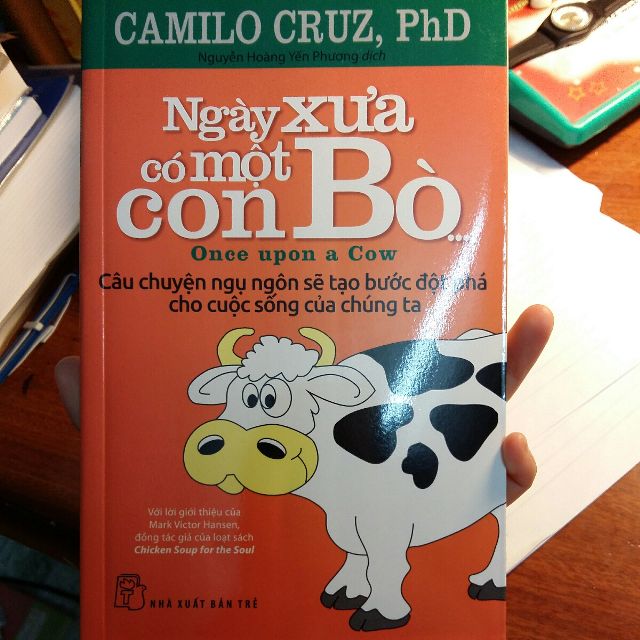 CAMILO CRUZ, PhD
Nguyễn Hoàng Yến Phượng dịch
Ngày xưa
có một
con Bò...
Once upon a Cow
Câu chuyện ngụ ngôn sẽ tạo bước đột phá
cho cuộc sống của chúng ta
Với lời giới thiệu của
Mark Victor Hansen,
đồng tác giả của loạt sách
Chicken Soup for the Soul
NHÀ XUẤT BẢN TRẺ